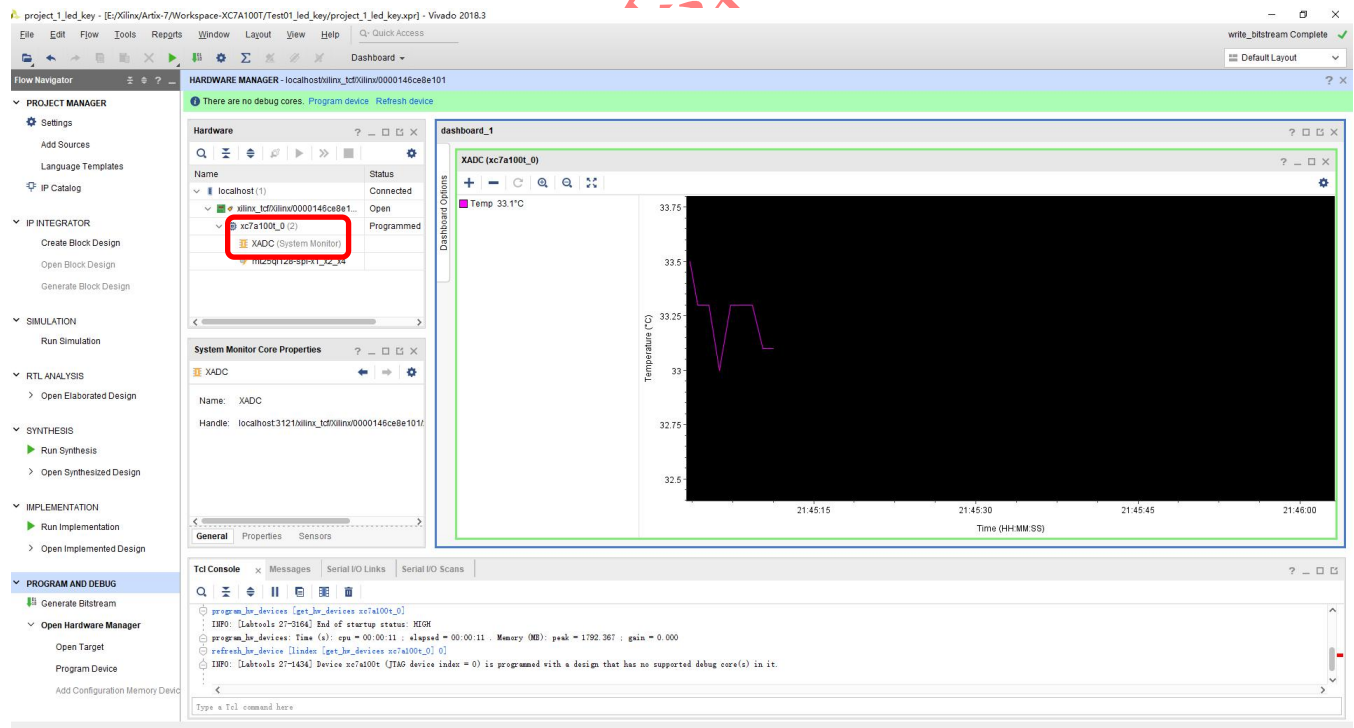 project_1_led_key - [E:/Xilinx/Artix-7/Workspace-XC7A100T/Test01_led_key/project_1_led_key.xpr] - Vivado 2018.3
File Edit Flow Tools Reports Window Layout View Help Q- Quick Access
write_bitstream Complete
Dashboard
Default Layout
Flow Navigator
HARDWARE MANAGER - localhost/xilinx_tcf/Xilinx/0000146ce8e101
There are no debug cores. Program device Refresh device
PROJECT MANAGER
Settings
Add Sources
Language Templates
IP Catalog
IP INTEGRATOR
Create Block Design
Open Block Design
Generate Block Design
SIMULATION
Run Simulation
RTL ANALYSIS
Open Elaborated Design
SYNTHESIS
Run Synthesis
Open Synthesized Design
IMPLEMENTATION
Run Implementation
Open Implemented Design
PROGRAM AND DEBUG
Generate Bitstream
Open Hardware Manager
Open Target
Program Device
Add Configuration Memory Devic
Hardware
Name Status
localhost (1) Connected
xilinx_tcf/Xilinx/0000146ce8e1... Open
xc7a100t_0 (2) Programmed
XADC (System Monitor)
mt25ql128-spi-x1_x2_x4
System Monitor Core Properties
XADC
Name: XADC
Handle: localhost:3121/xilinx_tcf/Xilinx/0000146ce8e101/
General Properties Sensors
dashboard_1
Dashboard Options
XADC (xc7a100t_0)
Temp 33.1°C
Temperature (°C)
33.75
33.5
33.25
33
32.75
32.5
21:45:15 21:45:30 21:45:45 21:46:00
Time (HH:MM:SS)
Tcl Console Messages Serial I/O Links Serial I/O Scans
program_hw_devices [get_hw_devices xc7a100t_0]
INFO: [Labtools 27-3164] End of startup status: HIGH
program_hw_devices: Time (s): cpu = 00:00:11 ; elapsed = 00:00:11 . Memory (MB): peak = 1792.367 ; gain = 0.000
refresh_hw_device [lindex [get_hw_devices xc7a100t_0] 0]
INFO: [Labtools 27-1434] Device xc7a100t (JTAG device index = 0) is programmed with a design that has no supported debug core(s) in it.
Type a Tcl command here